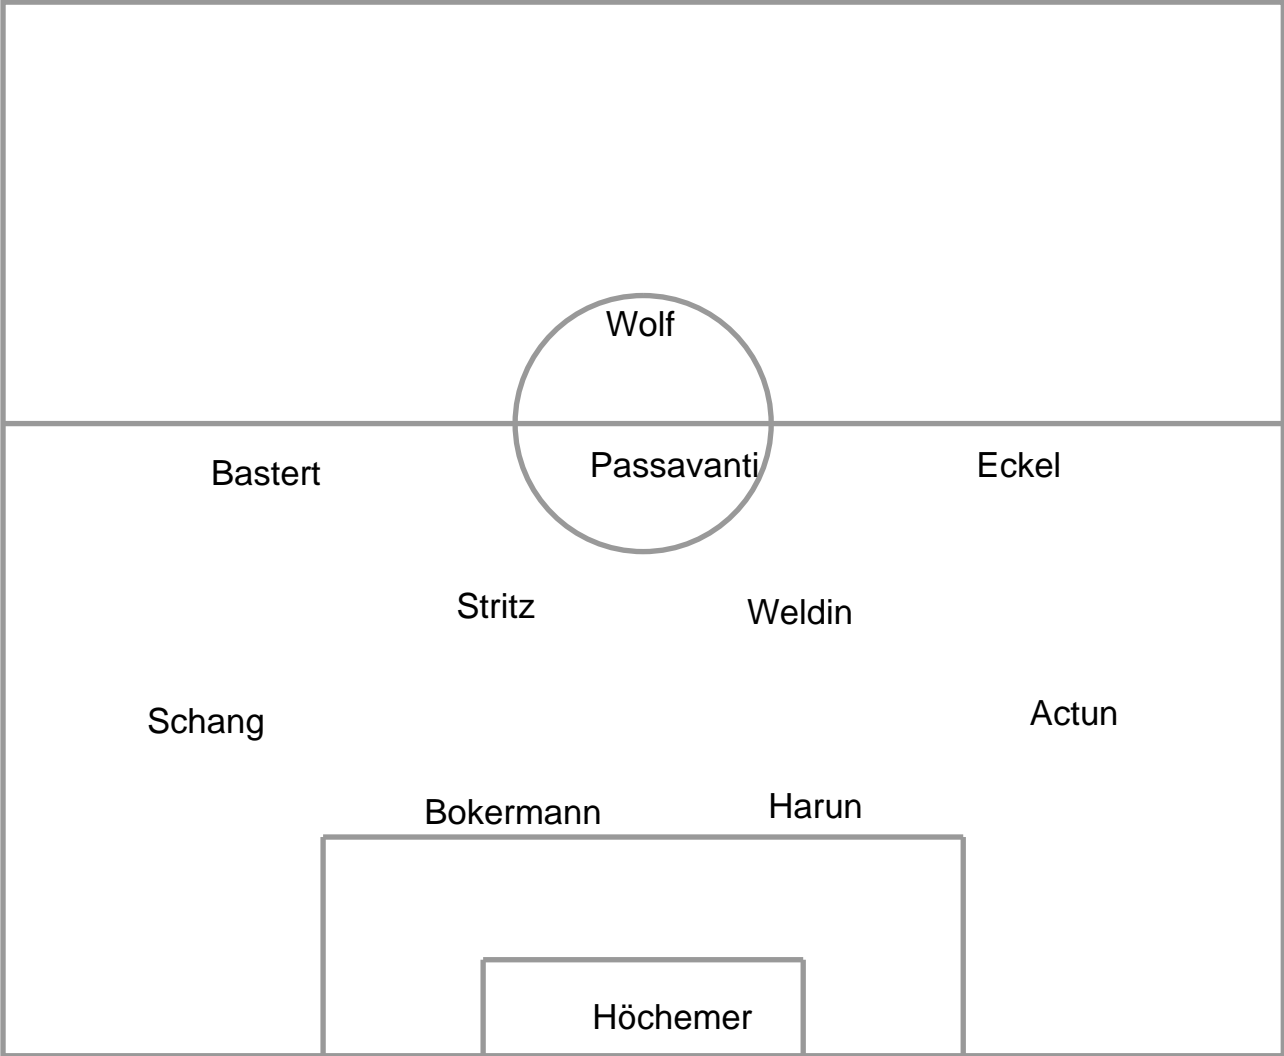 Wolf
Bastert Passavanti Eckel
Stritz Weldin
Schang Actun
Bokermann Harun
Höchemer